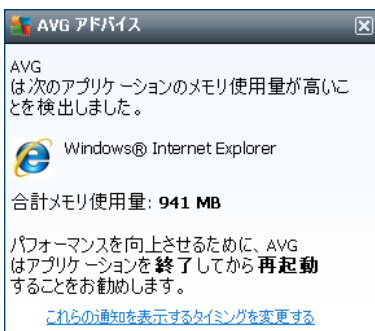 AVG アドバイス
AVG
は次のアプリケーションのメモリ使用量が高いこ
とを検出しました。
Windows® Internet Explorer
合計メモリ使用量: 941 MB
パフォーマンスを向上させるために、AVG
はアプリケーションを終了してから再起動
することをお勧めします。
これらの通知を表示するタイミングを変更する